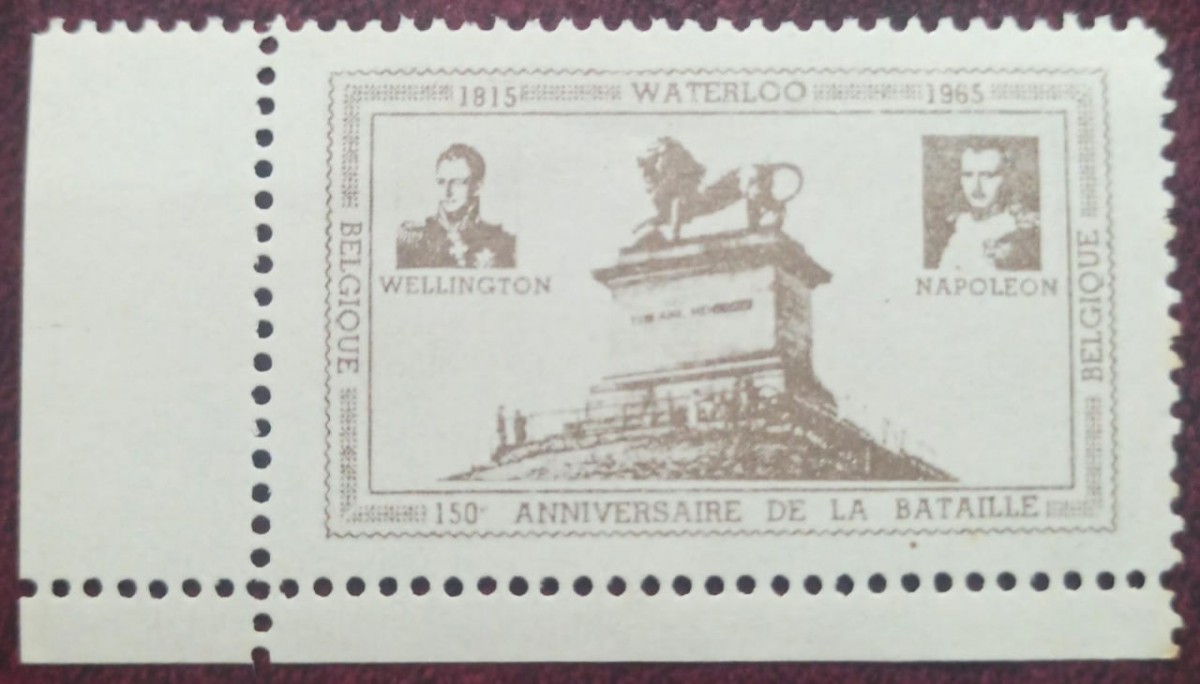 1815 WATERLOO 1965
BELGIQUE
WELLINGTON
NAPOLEON
BELGIQUE
150e ANNIVERSAIRE DE LA BATAILLE